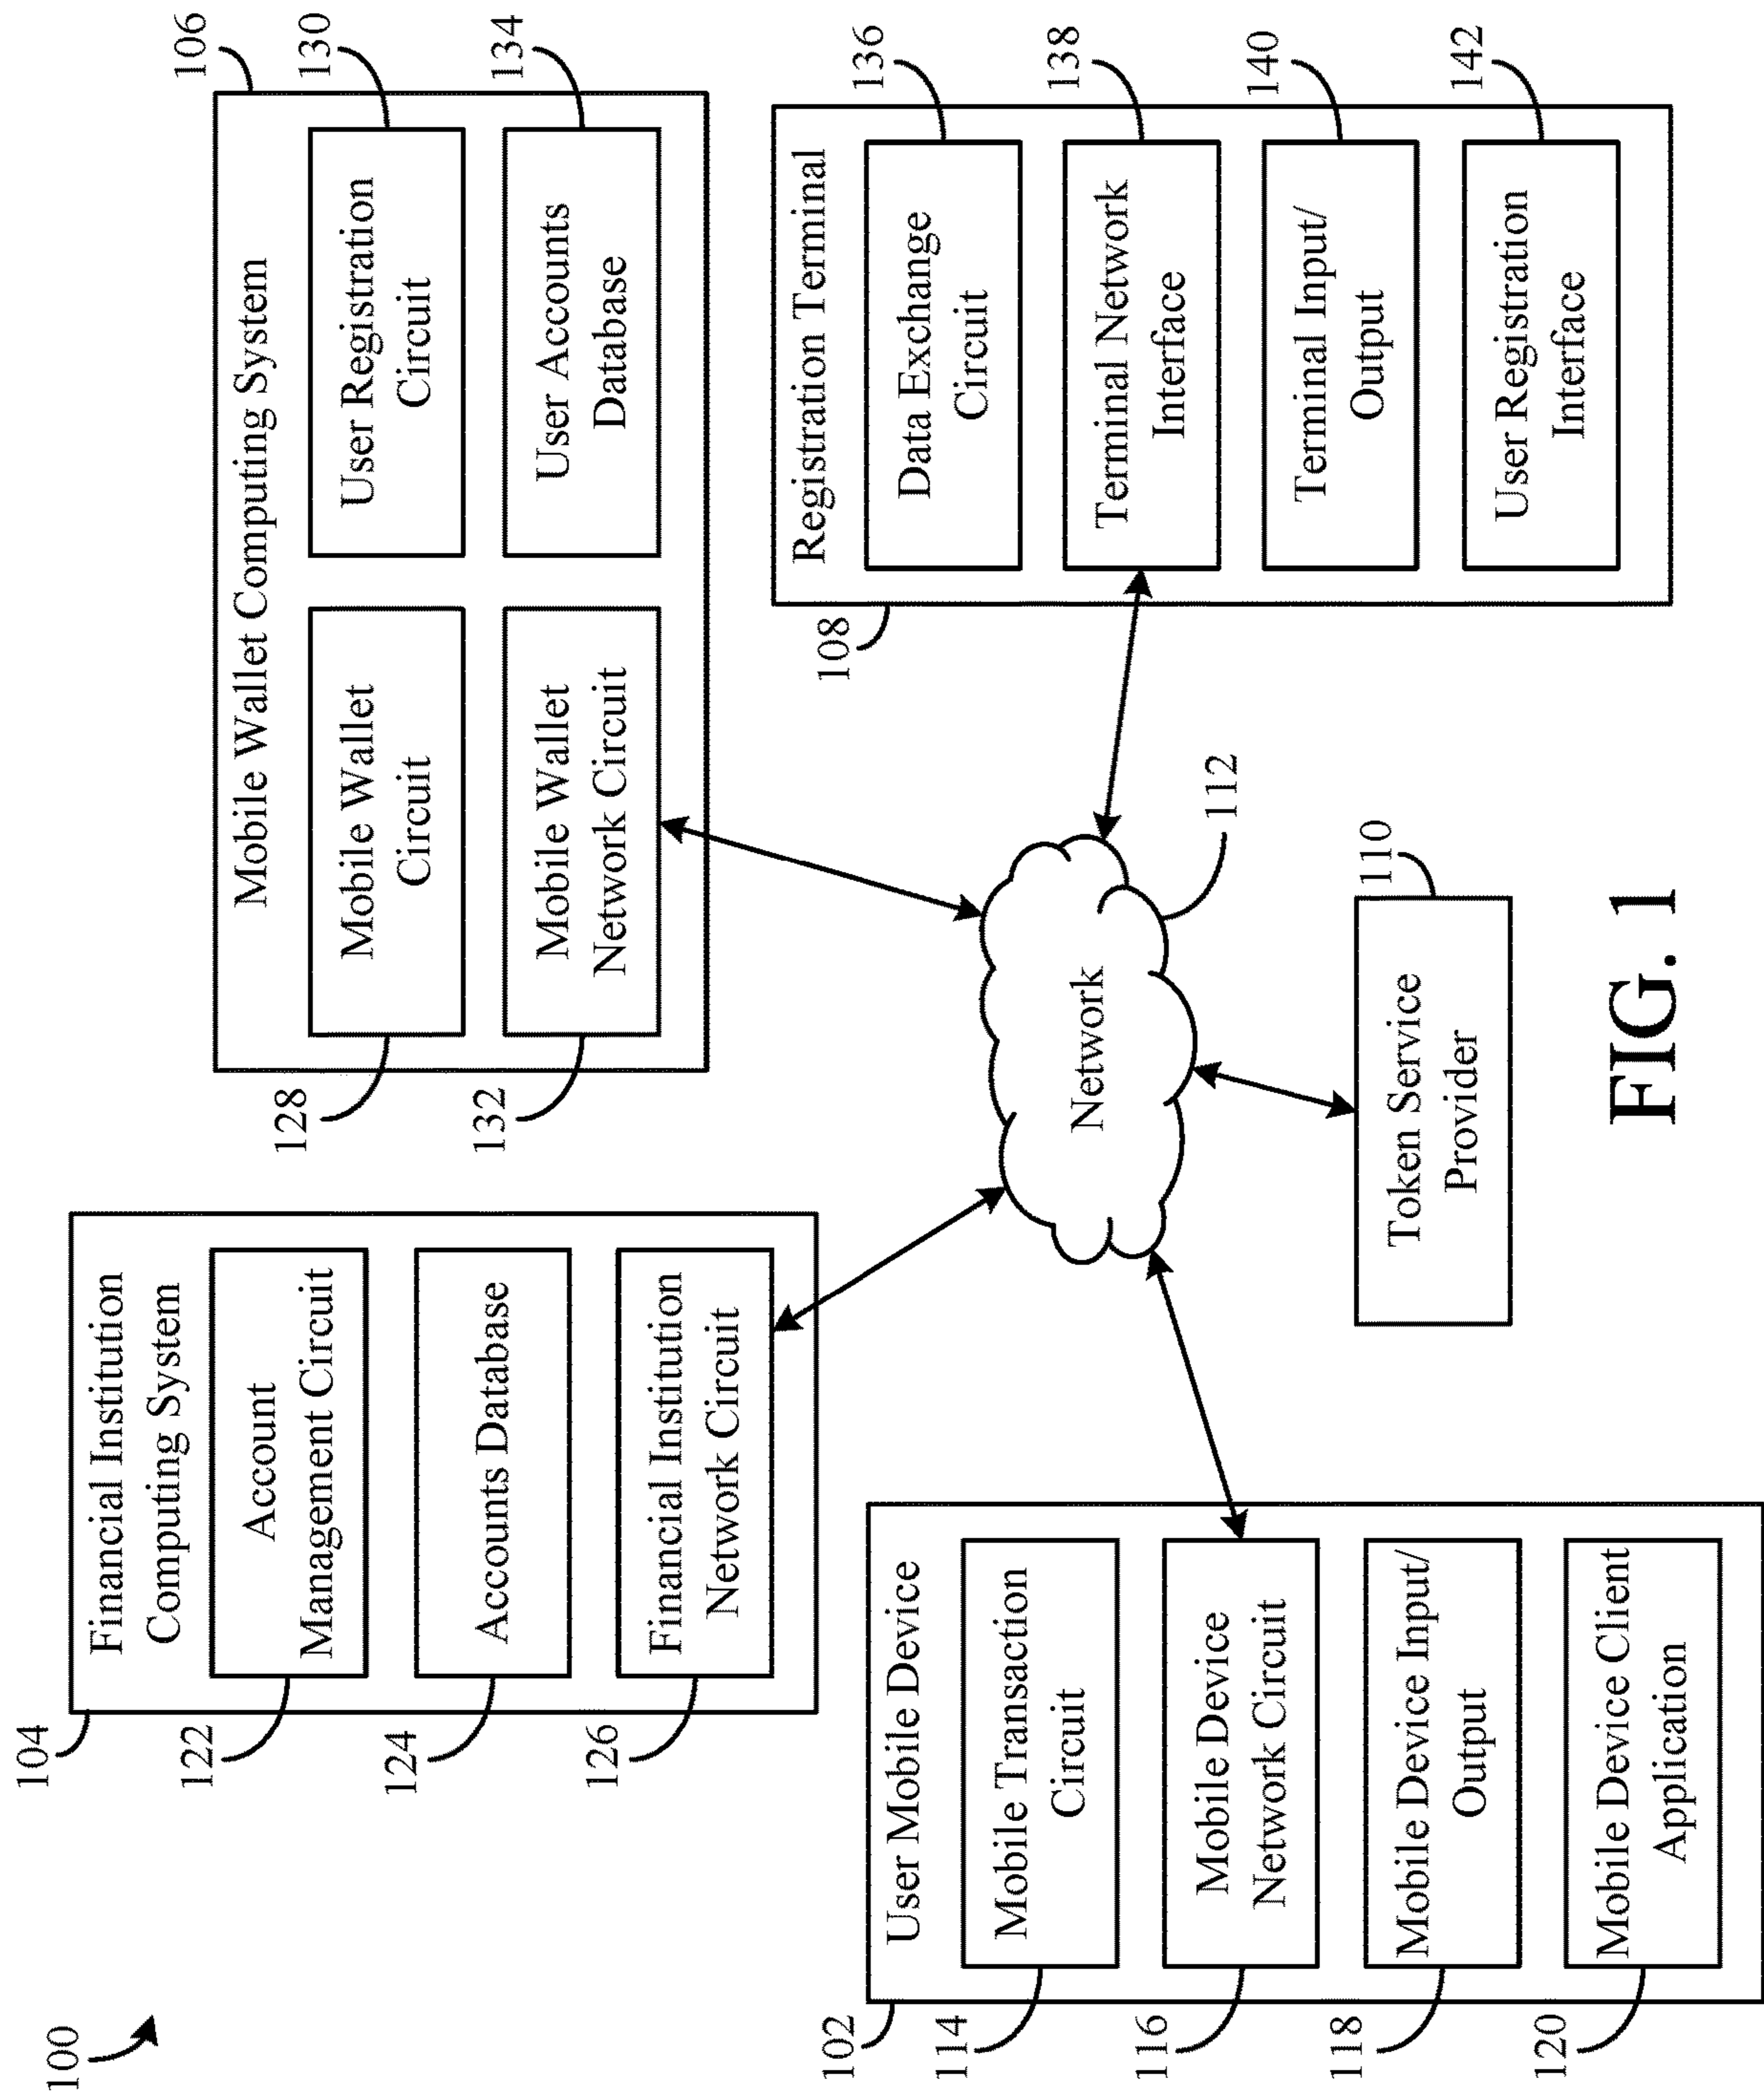 100
104
Financial Institution
Computing System
122
Account
Management Circuit
124
Accounts Database
126
Financial Institution
Network Circuit
106
Mobile Wallet Computing System
128
Mobile Wallet
Circuit
130
User Registration
Circuit
132
Mobile Wallet
Network Circuit
134
User Accounts
Database
102
User Mobile Device
114
Mobile Transaction
Circuit
116
Mobile Device
Network Circuit
118
Mobile Device Input/
Output
120
Mobile Device Client
Application
Network
112
108
Registration Terminal
136
Data Exchange
Circuit
138
Terminal Network
Interface
140
Terminal Input/
Output
142
User Registration
Interface
110
Token Service
Provider
FIG. 1